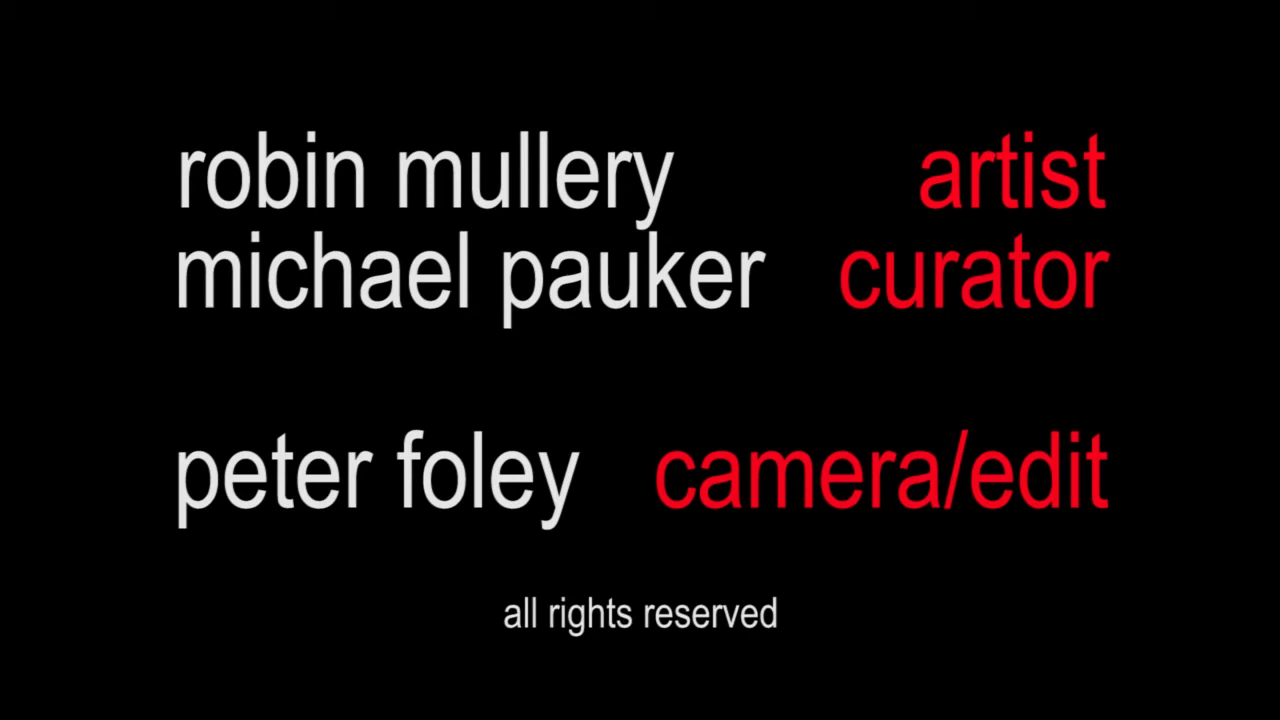 robin mullery artist
michael pauker curator
peter foley camera/edit
all rights reserved